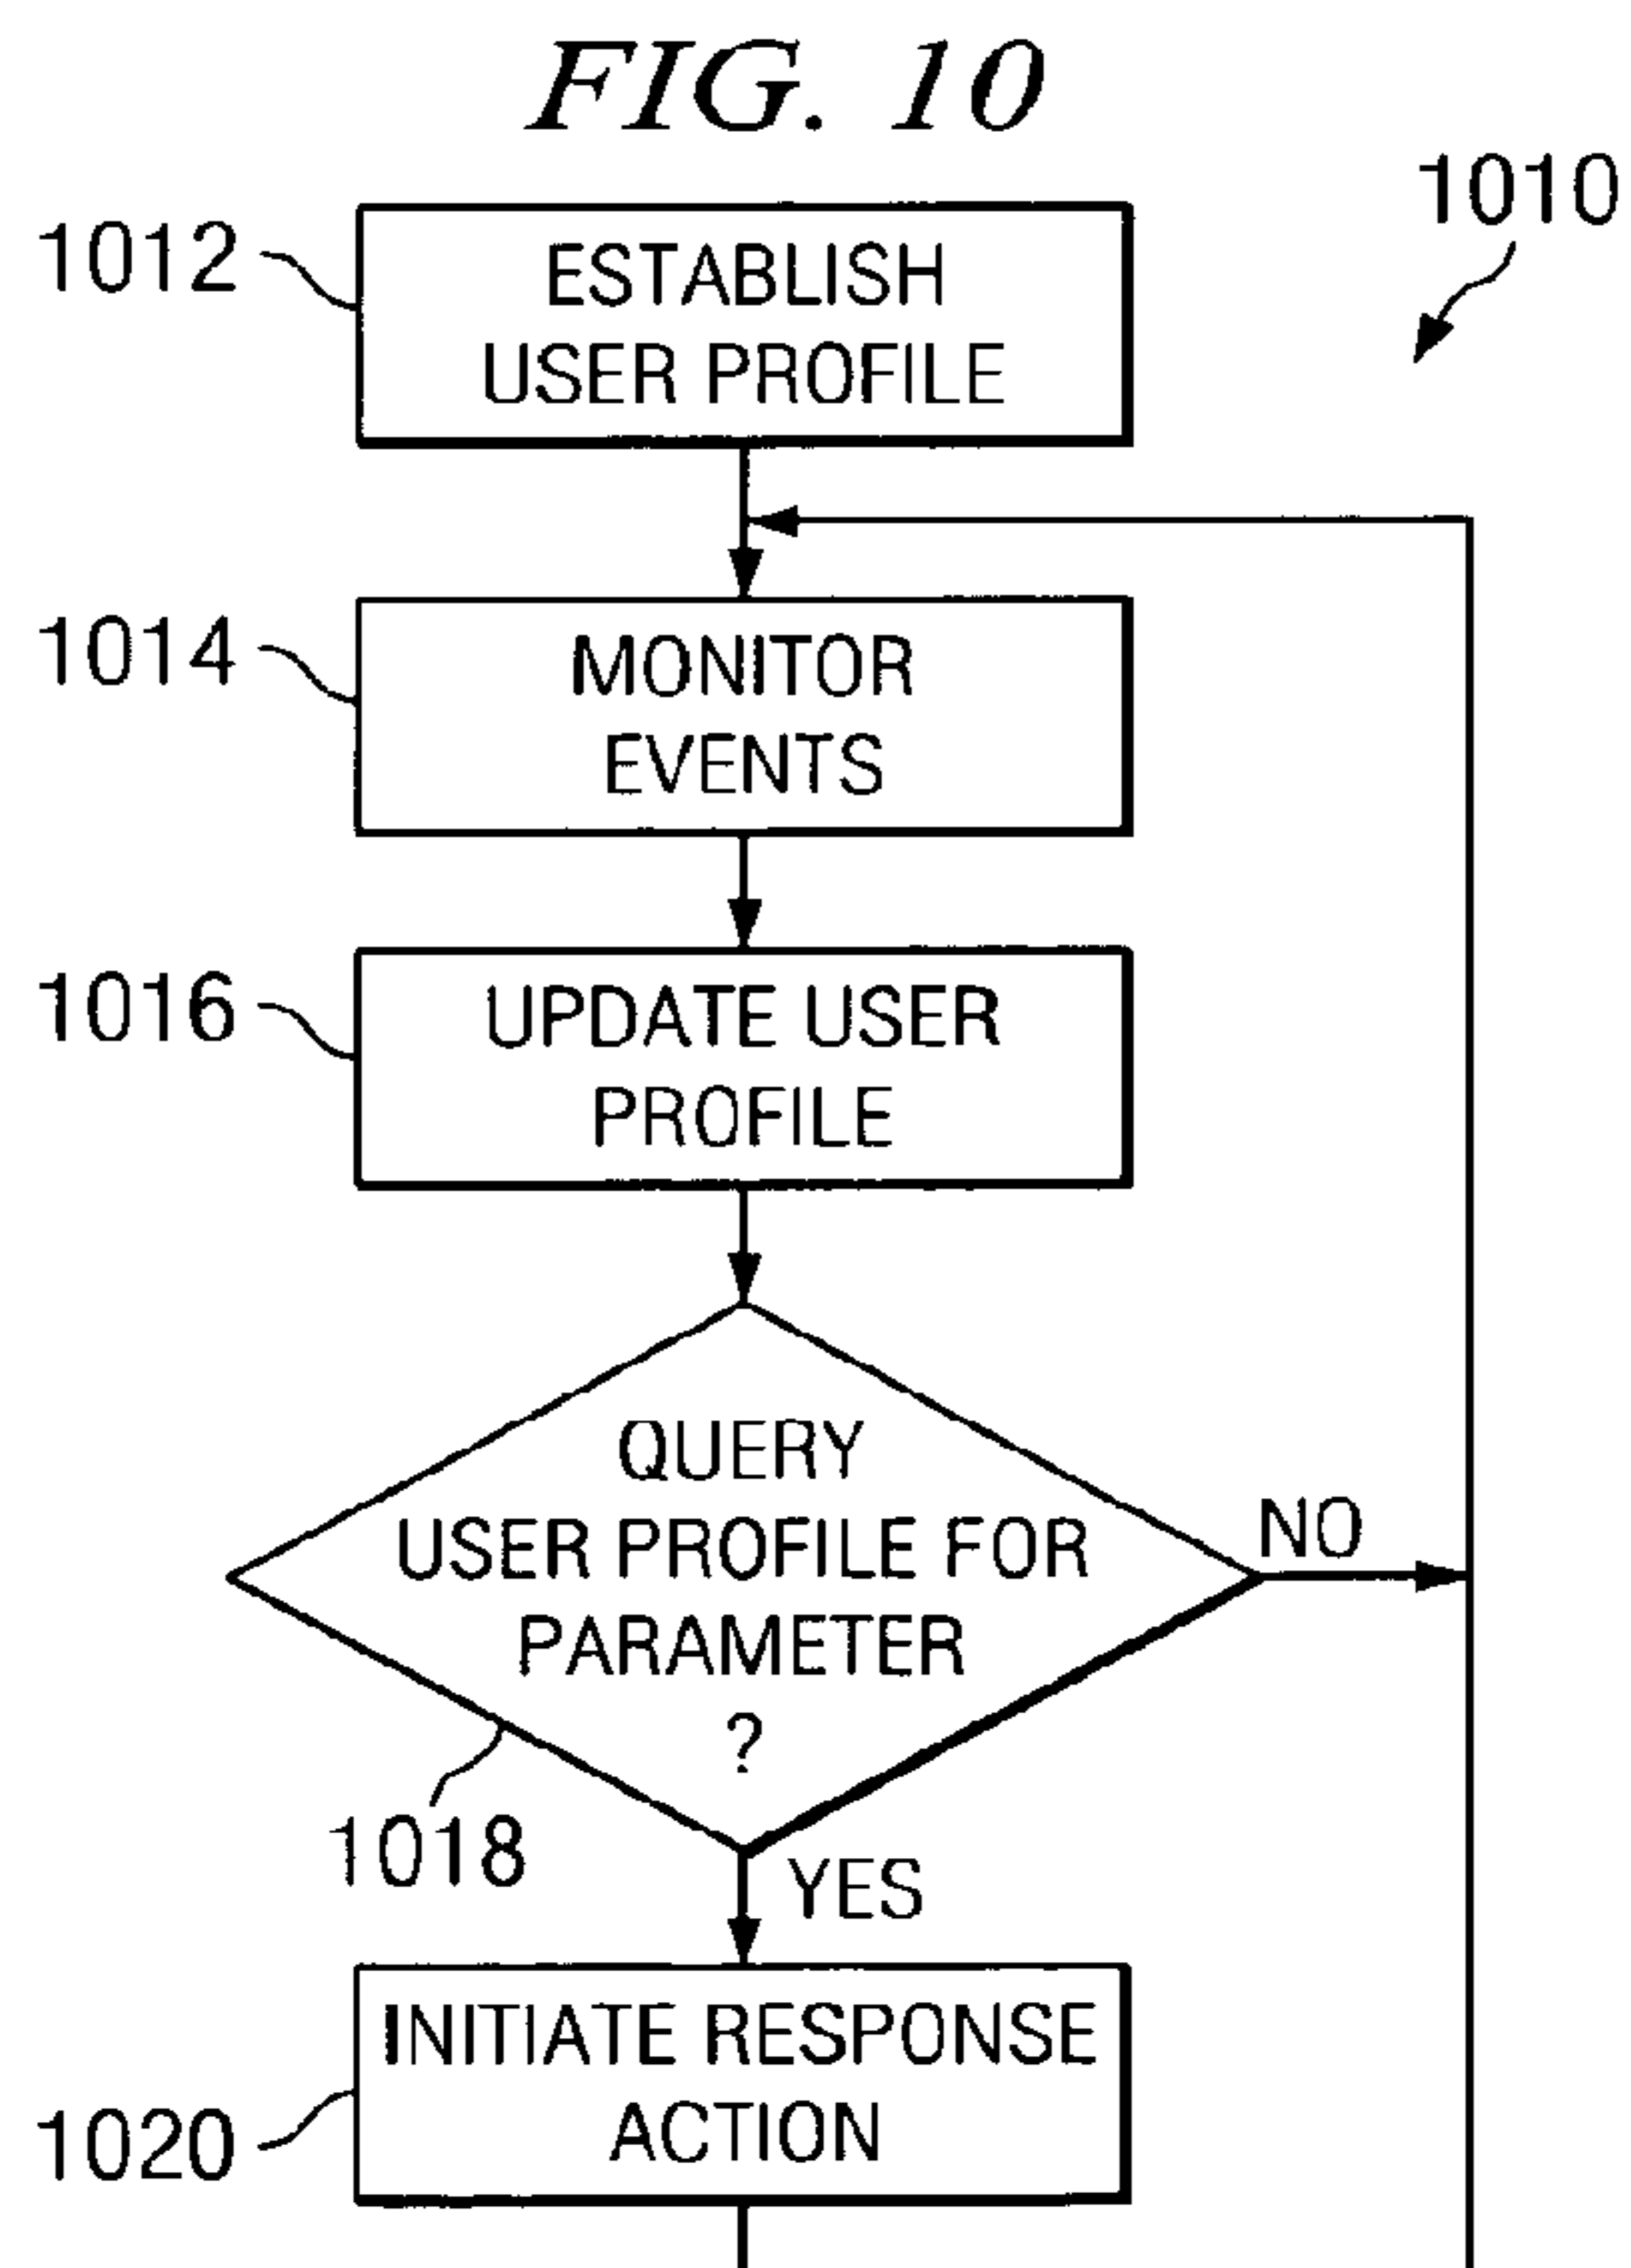 FIG. 10
1010
1012
ESTABLISH
USER PROFILE
1014
MONITOR
EVENTS
1016
UPDATE USER
PROFILE
QUERY
USER PROFILE FOR
PARAMETER
?
NO
1018
YES
INITIATE RESPONSE
ACTION
1020